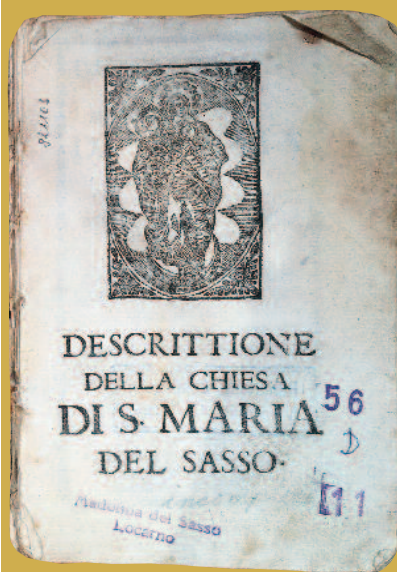 DESCRITTIONE
DELLA CHIESA
DI S. MARIA
DEL SASSO.
56
D
11
Madonna del Sasso
Locarno